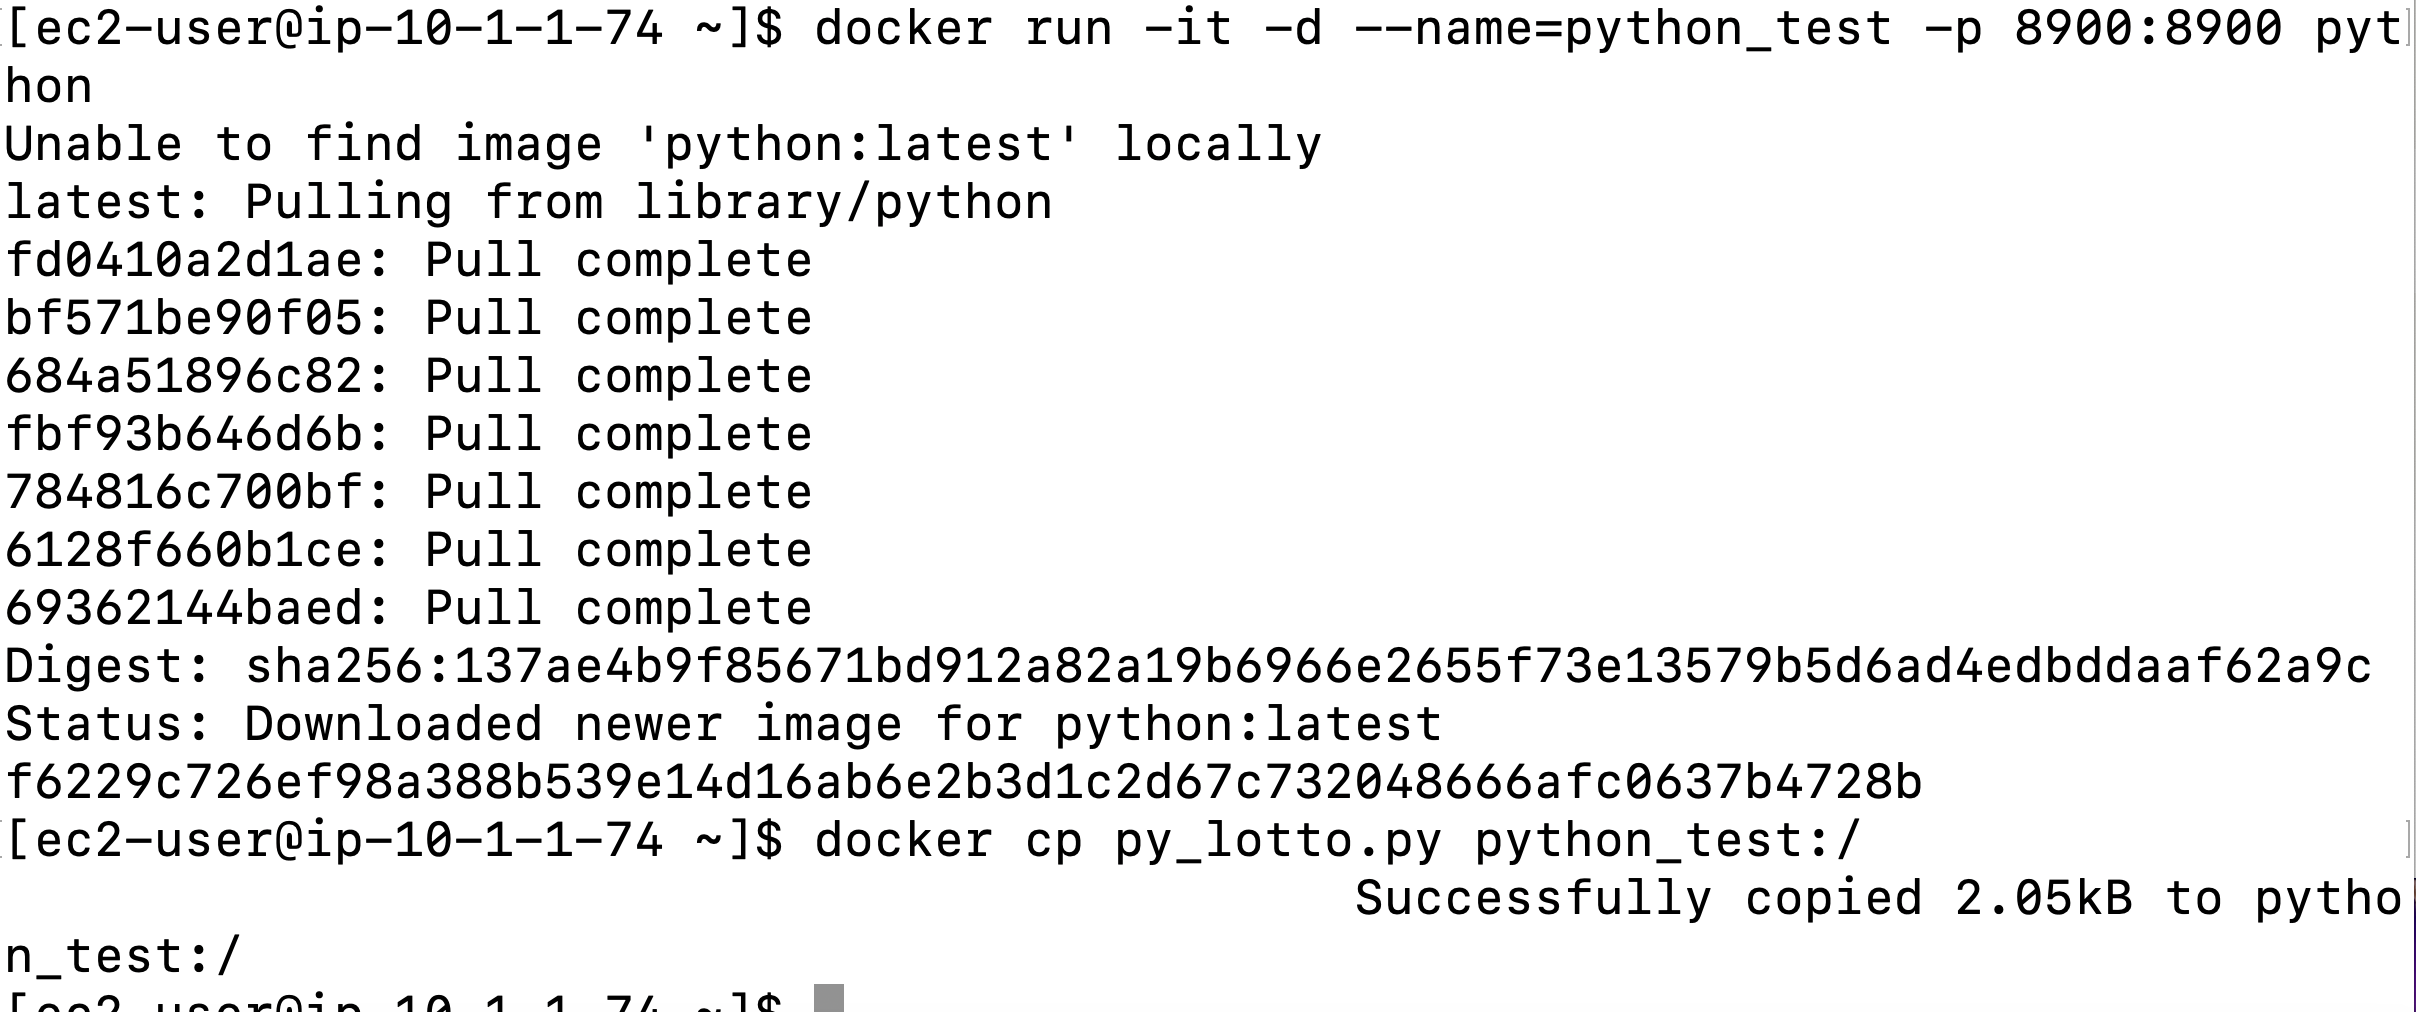 [ec2-user@ip-10-1-1-74 ~]$ docker run -it -d --name=python_test -p 8900:8900 pyt
hon
Unable to find image 'python:latest' locally
latest: Pulling from library/python
fd0410a2d1ae: Pull complete
bf571be90f05: Pull complete
684a51896c82: Pull complete
fbf93b646d6b: Pull complete
784816c700bf: Pull complete
6128f660b1ce: Pull complete
69362144baed: Pull complete
Digest: sha256:137ae4b9f85671bd912a82a19b6966e2655f73e13579b5d6ad4edbddaaf62a9c
Status: Downloaded newer image for python:latest
f6229c726ef98a388b539e14d16ab6e2b3d1c2d67c732048666afc0637b4728b
[ec2-user@ip-10-1-1-74 ~]$ docker cp py_lotto.py python_test:/
Successfully copied 2.05kB to pytho
n_test:/
[ec2-user@ip-10-1-1-74 ~]$